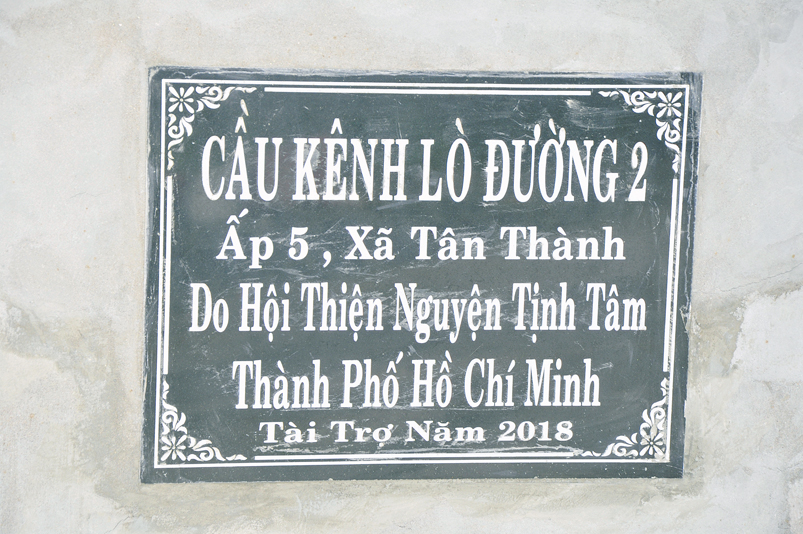 CẦU KÊNH LÒ ĐƯỜNG 2
Ấp 5 , Xã Tân Thành
Do Hội Thiện Nguyện Tịnh Tâm
Thành Phố Hồ Chí Minh
Tài Trợ Năm 2018